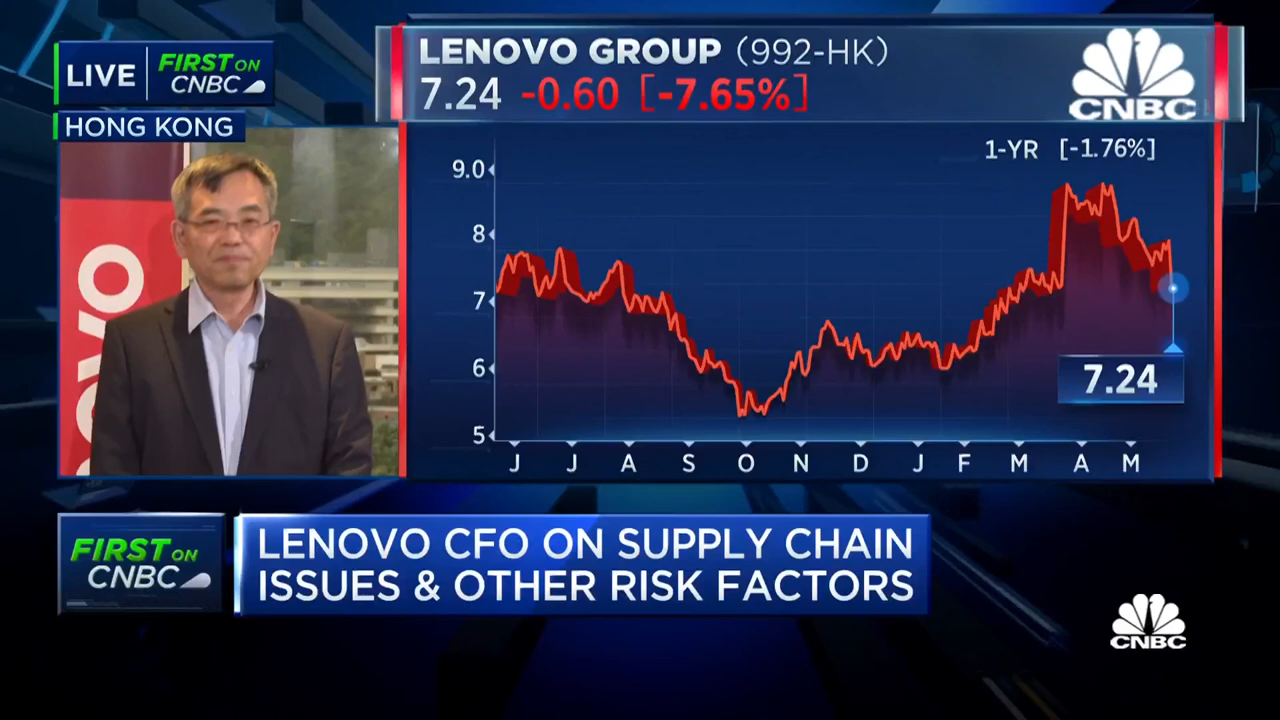 LIVE
FIRST ON
CNBC
HONG KONG
LENOVO GROUP (992-HK)
7.24 -0.60 [-7.65%]
CNBC
1-YR [-1.76%]
9.0
8
7
6
5
7.24
J J A S O N D J F M A M
ovo
FIRST ON
CNBC
LENOVO CFO ON SUPPLY CHAIN
ISSUES & OTHER RISK FACTORS
CNBC